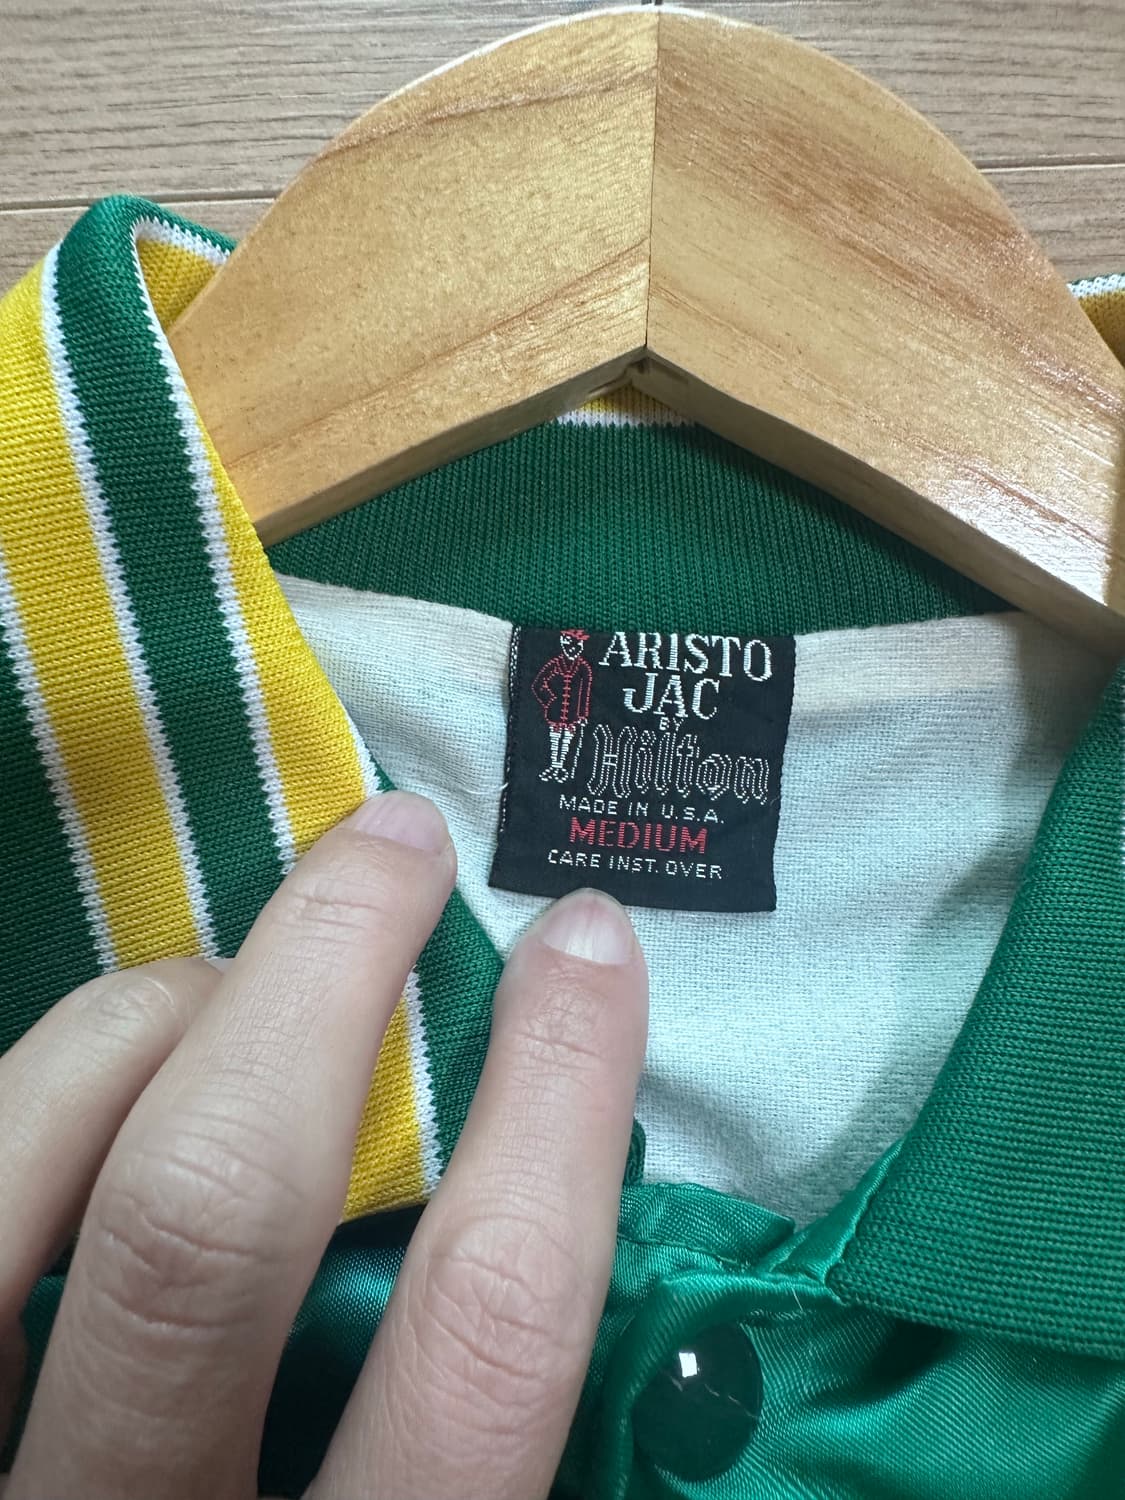 ARISTO
JAC
BY
Hilton
MADE IN U.S.A.
MEDIUM
CARE INST. OVER